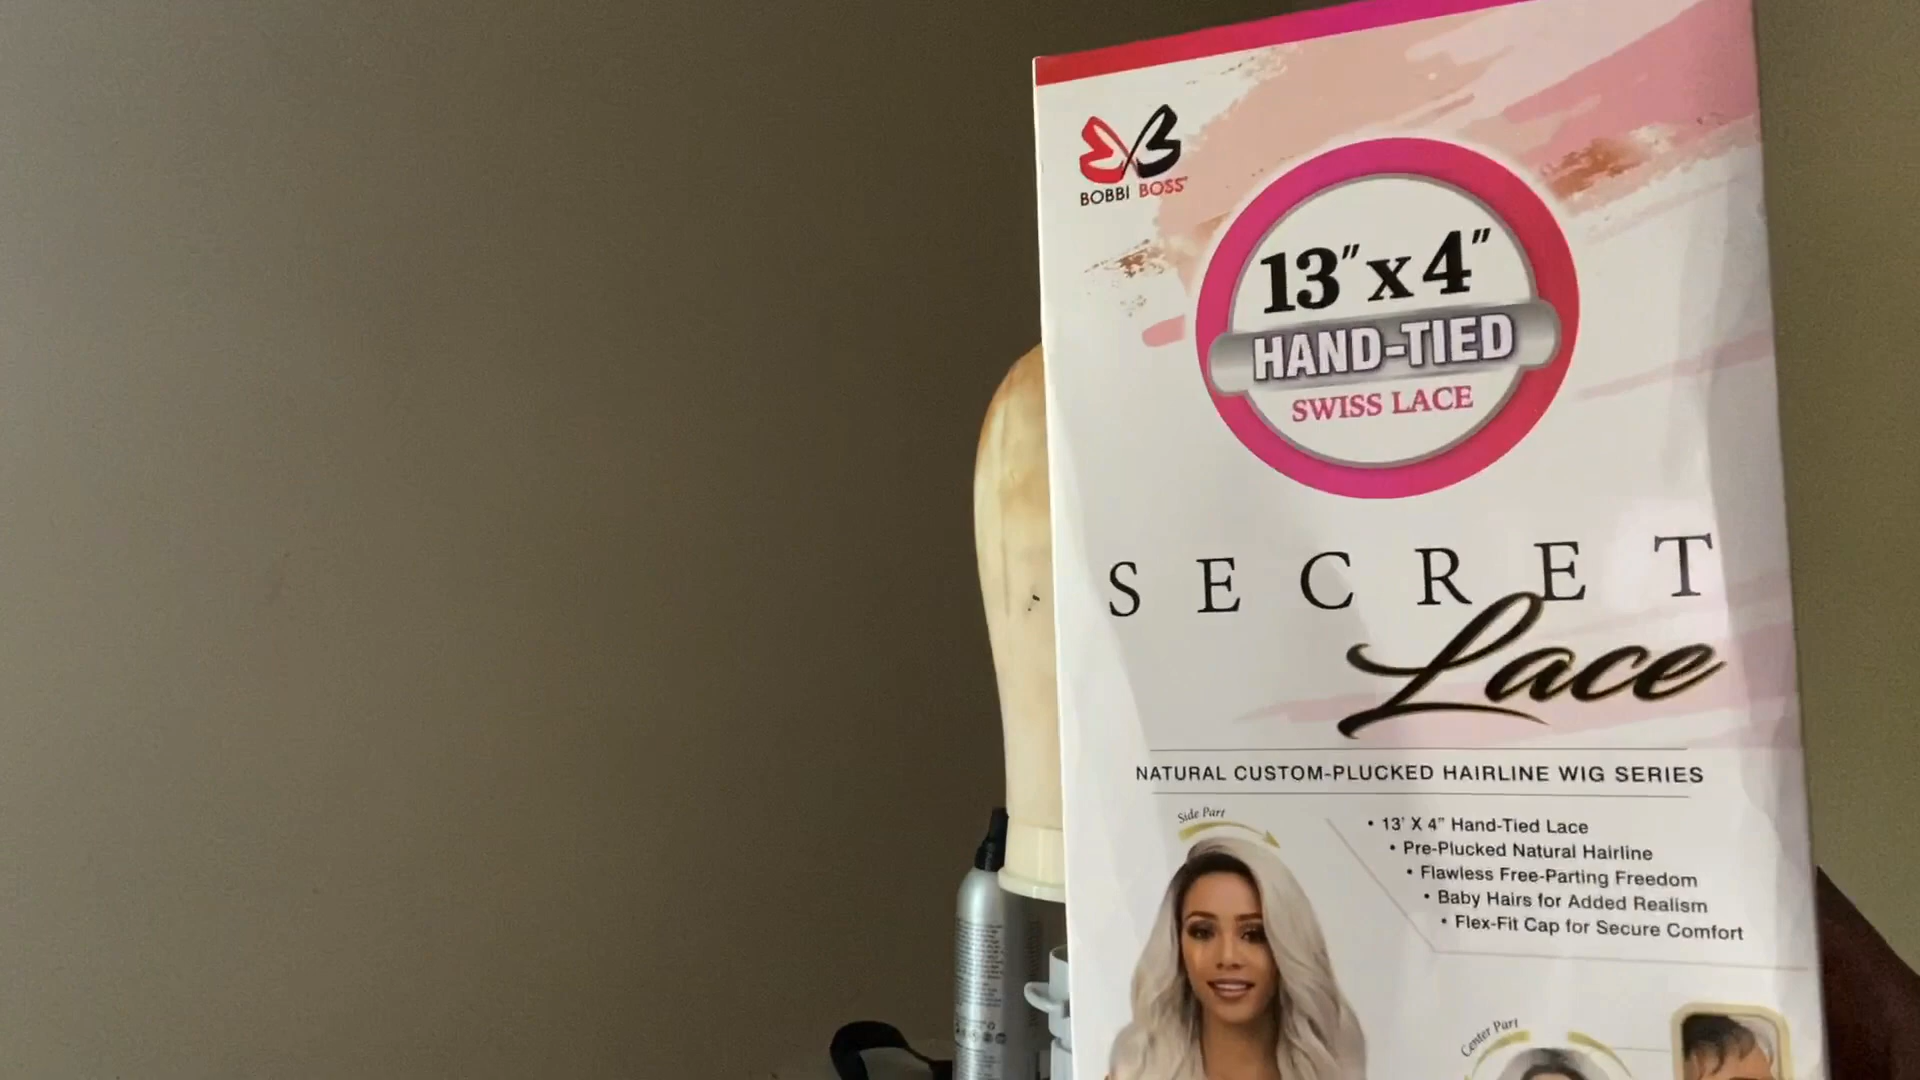 BOBBI BOSS
13" x 4"
HAND-TIED
SWISS LACE
SECRET
Lace
NATURAL CUSTOM-PLUCKED HAIRLINE WIG SERIES
Side Part
• 13' X 4" Hand-Tied Lace
• Pre-Plucked Natural Hairline
• Flawless Free-Parting Freedom
• Baby Hairs for Added Realism
• Flex-Fit Cap for Secure Comfort
Center Part